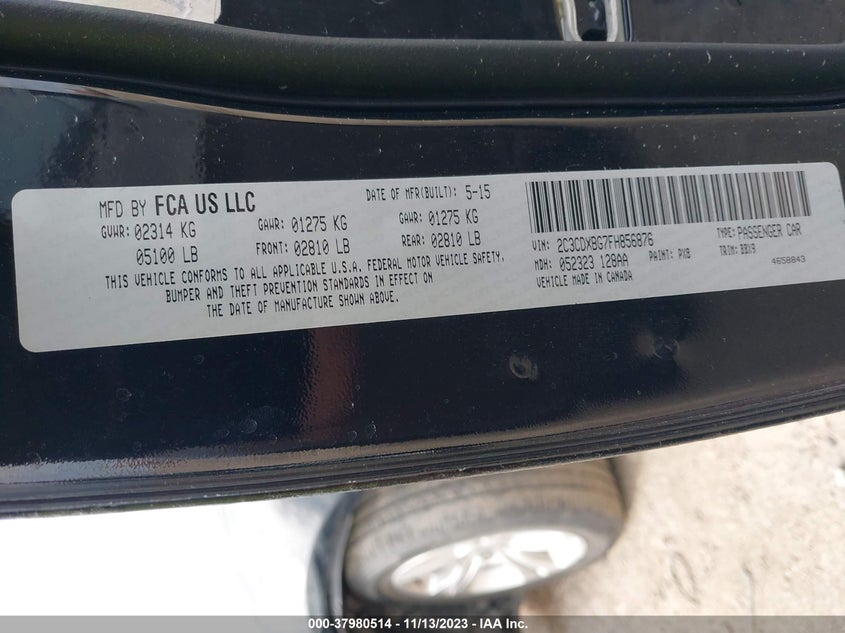 MFD BY FCA US LLC
DATE OF MFR(BUILT): 5-15
GVWR: 02314 KG
GAWR: 01275 KG
GAWR: 01275 KG
05100 LB
FRONT: 02810 LB
REAR: 02810 LB
THIS VEHICLE CONFORMS TO ALL APPLICABLE U.S.A. FEDERAL MOTOR VEHICLE SAFETY,
BUMPER AND THEFT PREVENTION STANDARDS IN EFFECT ON
THE DATE OF MANUFACTURE SHOWN ABOVE.
VIN: 2C3CDXBG7FH856876
TYPE: PASSENGER CAR
MDH: 052323 128AA
PAINT: PX8
TRIM: BBX9
VEHICLE MADE IN CANADA
4658843
000-37980514 - 11/13/2023 - IAA Inc.